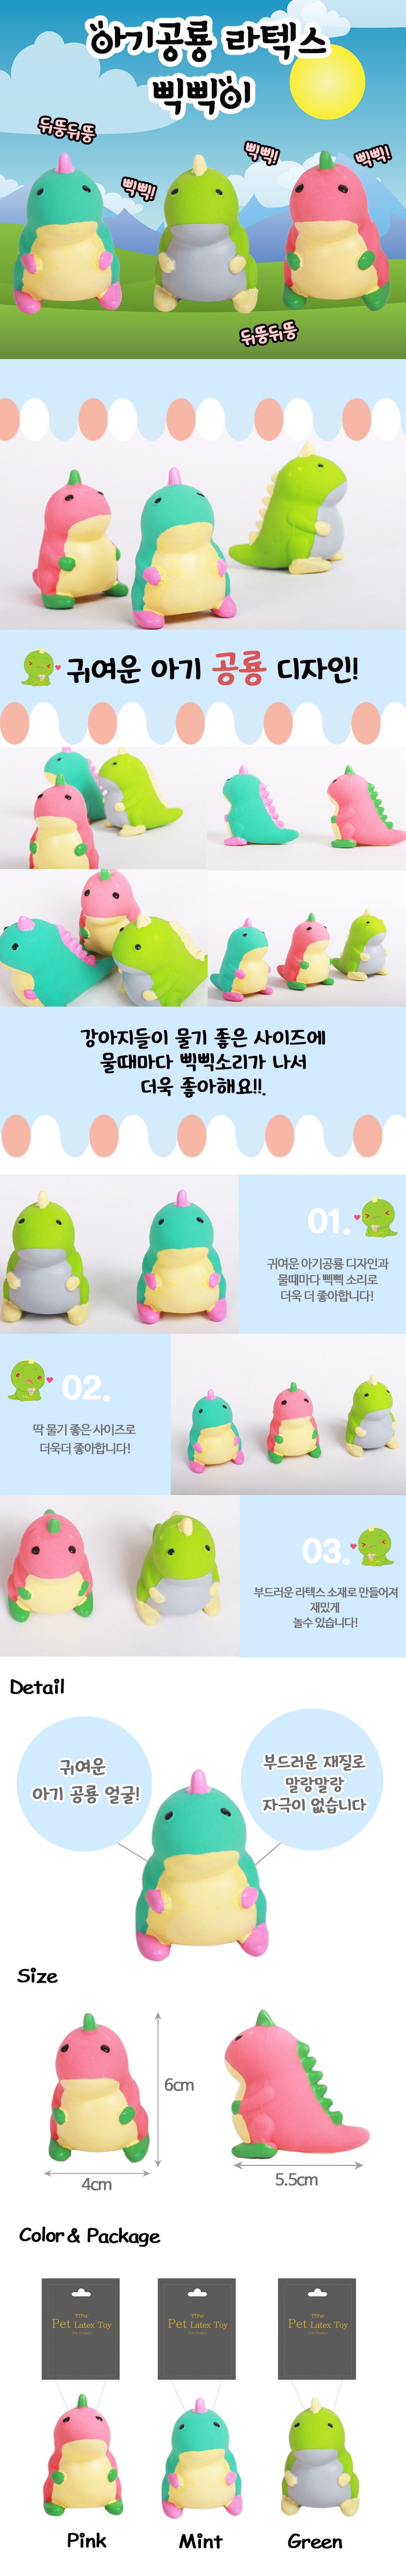 아기공룡 라텍스
삑삑이
뒤뚱뒤뚱
삑삑!
삑삑!
삑삑!
뒤뚱뒤뚱
귀여운 아기 공룡 디자인!
강아지들이 물기 좋은 사이즈에
물때마다 삑삑소리가 나서
더욱 좋아해요!!.
01.
귀여운 아기공룡 디자인과
물때마다 삑삑 소리로
더욱 더 좋아합니다!
02.
딱 물기 좋은 사이즈로
더욱더 좋아합니다!
03.
부드러운 라텍스 소재로 만들어져
재밌게
놀수 있습니다!
Detail
귀여운
아기 공룡 얼굴!
부드러운 재질로
말랑말랑
자극이 없습니다
Size
6cm
4cm
5.5cm
Color & Package
Pet Latex Toy
Pet Latex Toy
Pet Latex Toy
Pink
Mint
Green